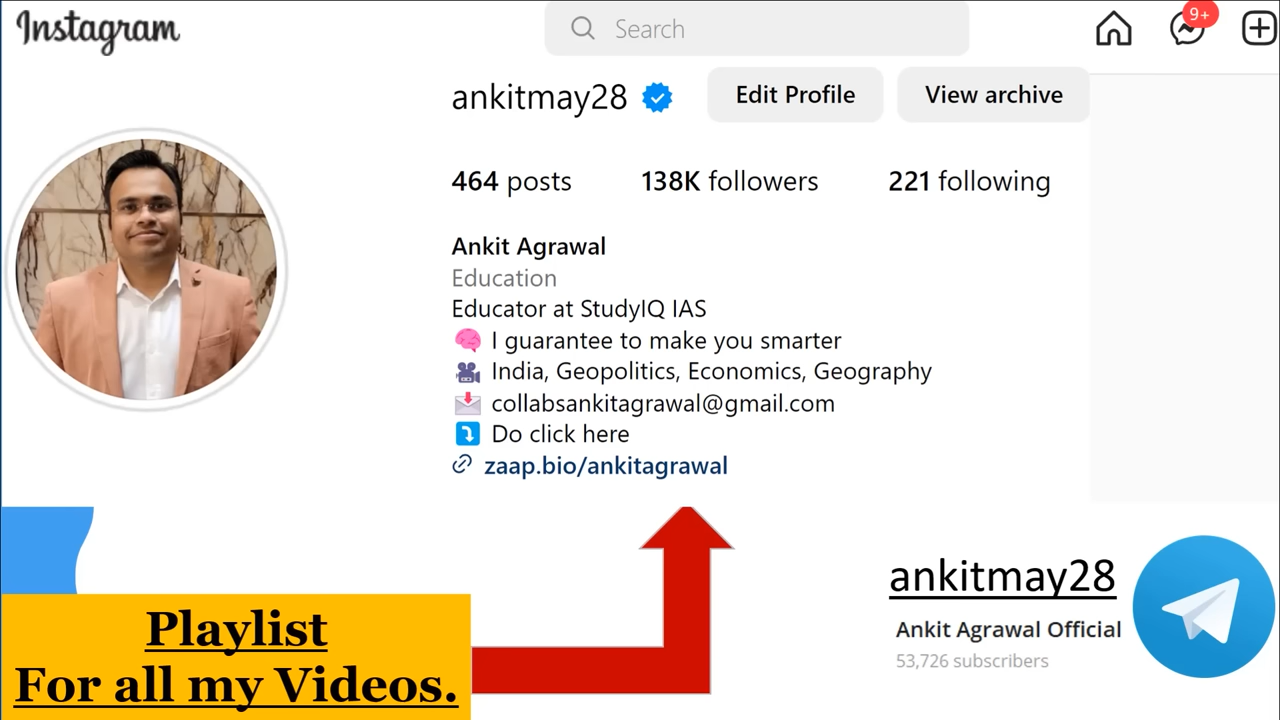 Instagram
Search
9+
ankitmay28
Edit Profile
View archive
464 posts
138K followers
221 following
Ankit Agrawal
Education
Educator at StudyIQ IAS
I guarantee to make you smarter
India, Geopolitics, Economics, Geography
collabsankitagrawal@gmail.com
Do click here
zaap.bio/ankitagrawal
ankitmay28
Ankit Agrawal Official
53,726 subscribers
Playlist
For all my Videos.